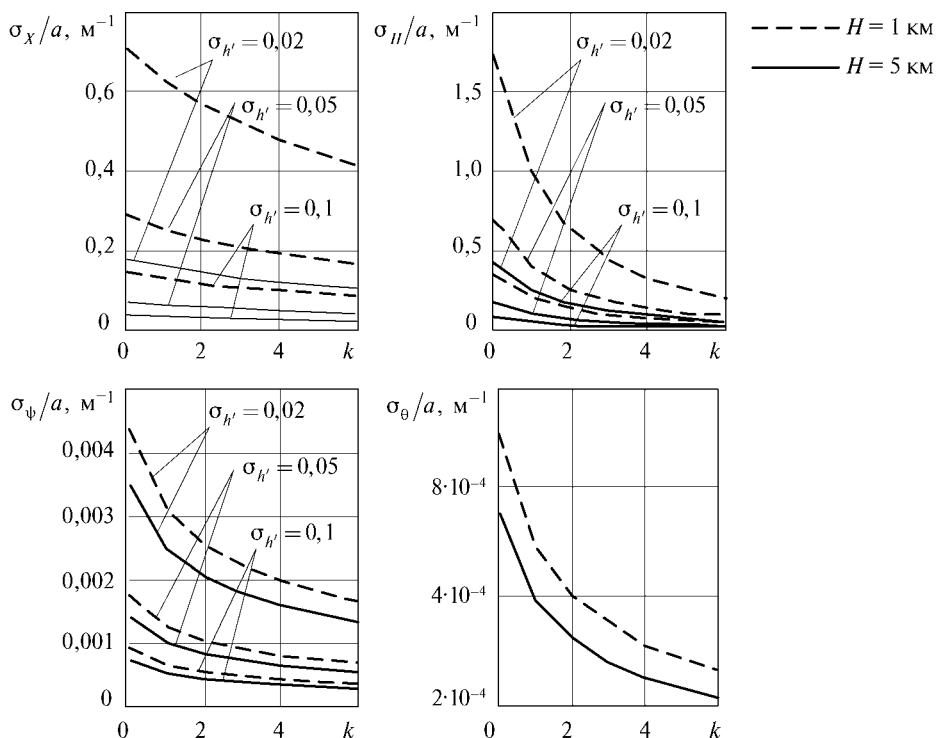 σ_X/a, м⁻¹
σ_h′ = 0,02
0,6
σ_h′ = 0,05
0,4
σ_h′ = 0,1
0,2
0
0 2 4 k
σ_H/a, м⁻¹
σ_h′ = 0,02
1,5
σ_h′ = 0,05
1,0
σ_h′ = 0,1
0,5
0
0 2 4 k
H = 1 км
H = 5 км
σ_ψ/a, м⁻¹
σ_h′ = 0,02
0,004
σ_h′ = 0,05
0,003
σ_h′ = 0,1
0,002
0,001
0
0 2 4 k
σ_θ/a, м⁻¹
8·10⁻⁴
4·10⁻⁴
2·10⁻⁴
0 2 4 k